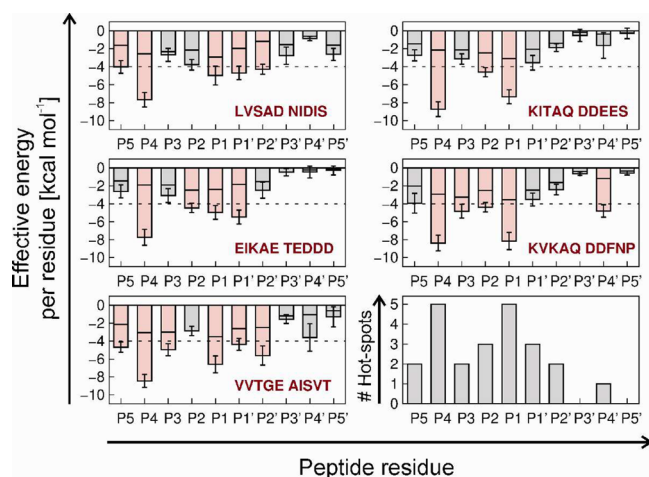 Effective energy
per residue [kcal mol⁻¹]
0
−2
−4
−6
−8
−10
LVSAD NIDIS
P5 P4 P3 P2 P1 P1' P2' P3' P4' P5'
0
−2
−4
−6
−8
−10
KITAQ DDEES
P5 P4 P3 P2 P1 P1' P2' P3' P4' P5'
0
−2
−4
−6
−8
−10
EIKAE TEDDD
P5 P4 P3 P2 P1 P1' P2' P3' P4' P5'
0
−2
−4
−6
−8
−10
KVKAQ DDFNP
P5 P4 P3 P2 P1 P1' P2' P3' P4' P5'
0
−2
−4
−6
−8
−10
VVTGE AISVT
P5 P4 P3 P2 P1 P1' P2' P3' P4' P5'
# Hot-spots
5
4
3
2
1
0
P5 P4 P3 P2 P1 P1' P2' P3' P4' P5'
Peptide residue